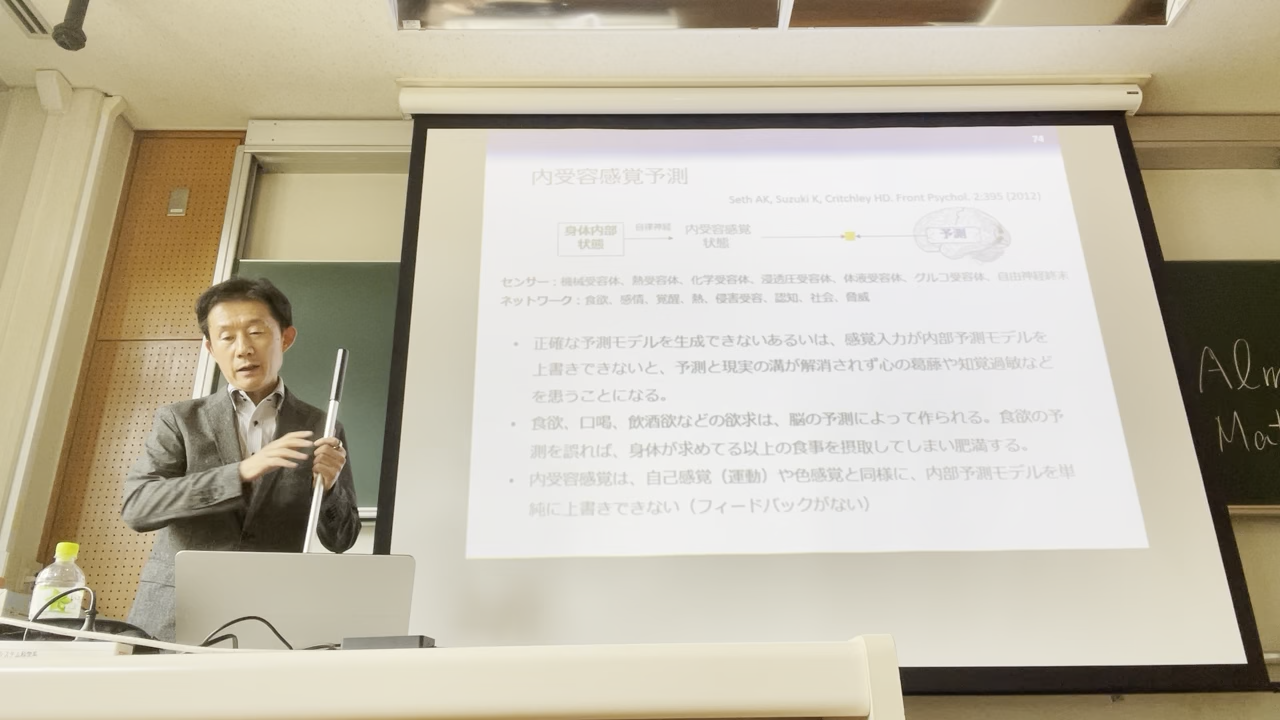 74
内受容感覚予測
Seth AK, Suzuki K, Critchley HD. Front Psychol. 2:395 (2012)
身体内部
状態
自律神経
内受容感覚
状態
予測
センサー：機械受容体、熱受容体、化学受容体、浸透圧受容体、体液受容体、グルコ受容体、自由神経終末
ネットワーク：食欲、感情、覚醒、熱、侵害受容、認知、社会、脅威
• 正確な予測モデルを生成できないあるいは、感覚入力が内部予測モデルを
上書きできないと、予測と現実の溝が解消されず心の葛藤や知覚過敏など
を患うことになる。
• 食欲、口喝、飲酒欲などの欲求は、脳の予測によって作られる。食欲の予
測を誤れば、身体が求めてる以上の食事を摂取してしまい肥満する。
• 内受容感覚は、自己感覚（運動）や色感覚と同様に、内部予測モデルを単
純に上書きできない（フィードバックがない）
Alm
Mat